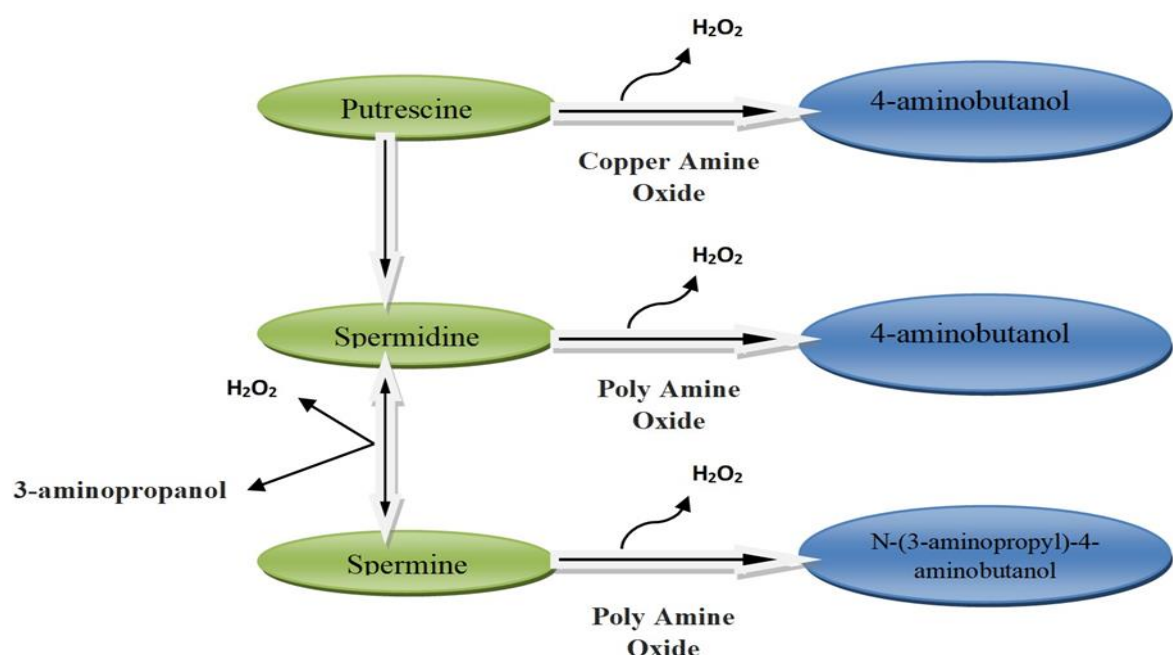 H₂O₂
Putrescine
4-aminobutanol
Copper Amine
Oxide
H₂O₂
Spermidine
4-aminobutanol
Poly Amine
Oxide
H₂O₂
3-aminopropanol
H₂O₂
Spermine
N-(3-aminopropyl)-4-
aminobutanol
Poly Amine
Oxide